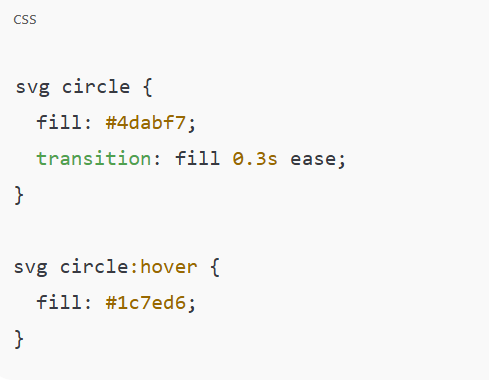 css
svg circle {
  fill: #4dabf7;
  transition: fill 0.3s ease;
}
svg circle:hover {
  fill: #1c7ed6;
}